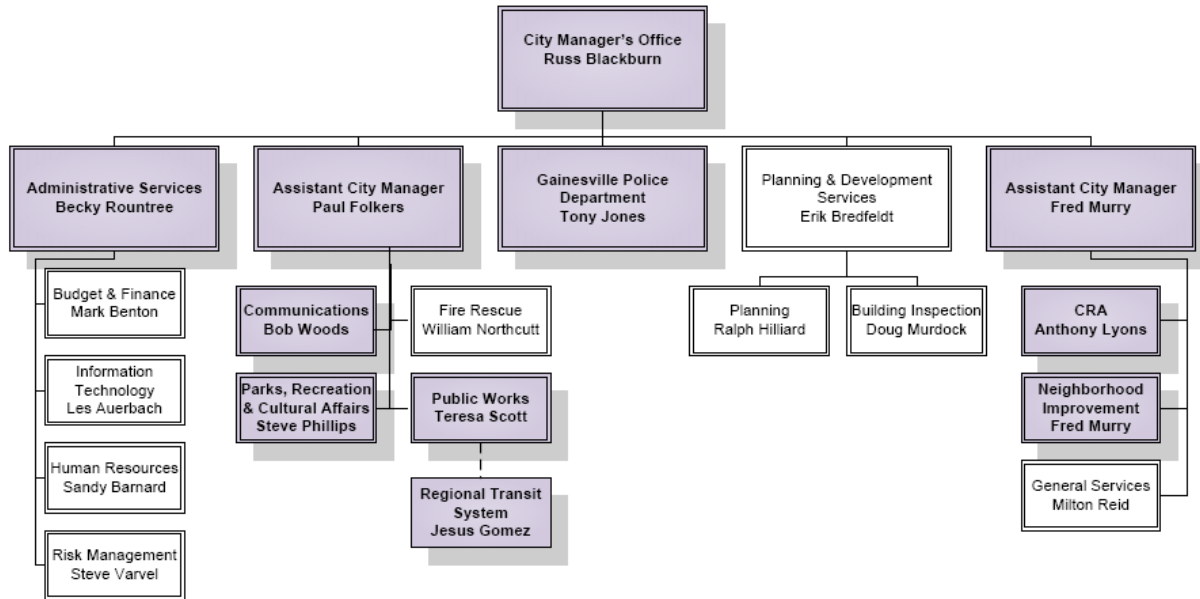 City Manager's Office
Russ Blackburn
Administrative Services
Becky Rountree
Assistant City Manager
Paul Folkers
Gainesville Police
Department
Tony Jones
Planning & Development
Services
Erik Bredfeldt
Assistant City Manager
Fred Murry
Budget & Finance
Mark Benton
Information
Technology
Les Auerbach
Human Resources
Sandy Barnard
Risk Management
Steve Varvel
Communications
Bob Woods
Fire Rescue
William Northcutt
Parks, Recreation
& Cultural Affairs
Steve Phillips
Public Works
Teresa Scott
Regional Transit
System
Jesus Gomez
Planning
Ralph Hilliard
Building Inspection
Doug Murdock
CRA
Anthony Lyons
Neighborhood
Improvement
Fred Murry
General Services
Milton Reid